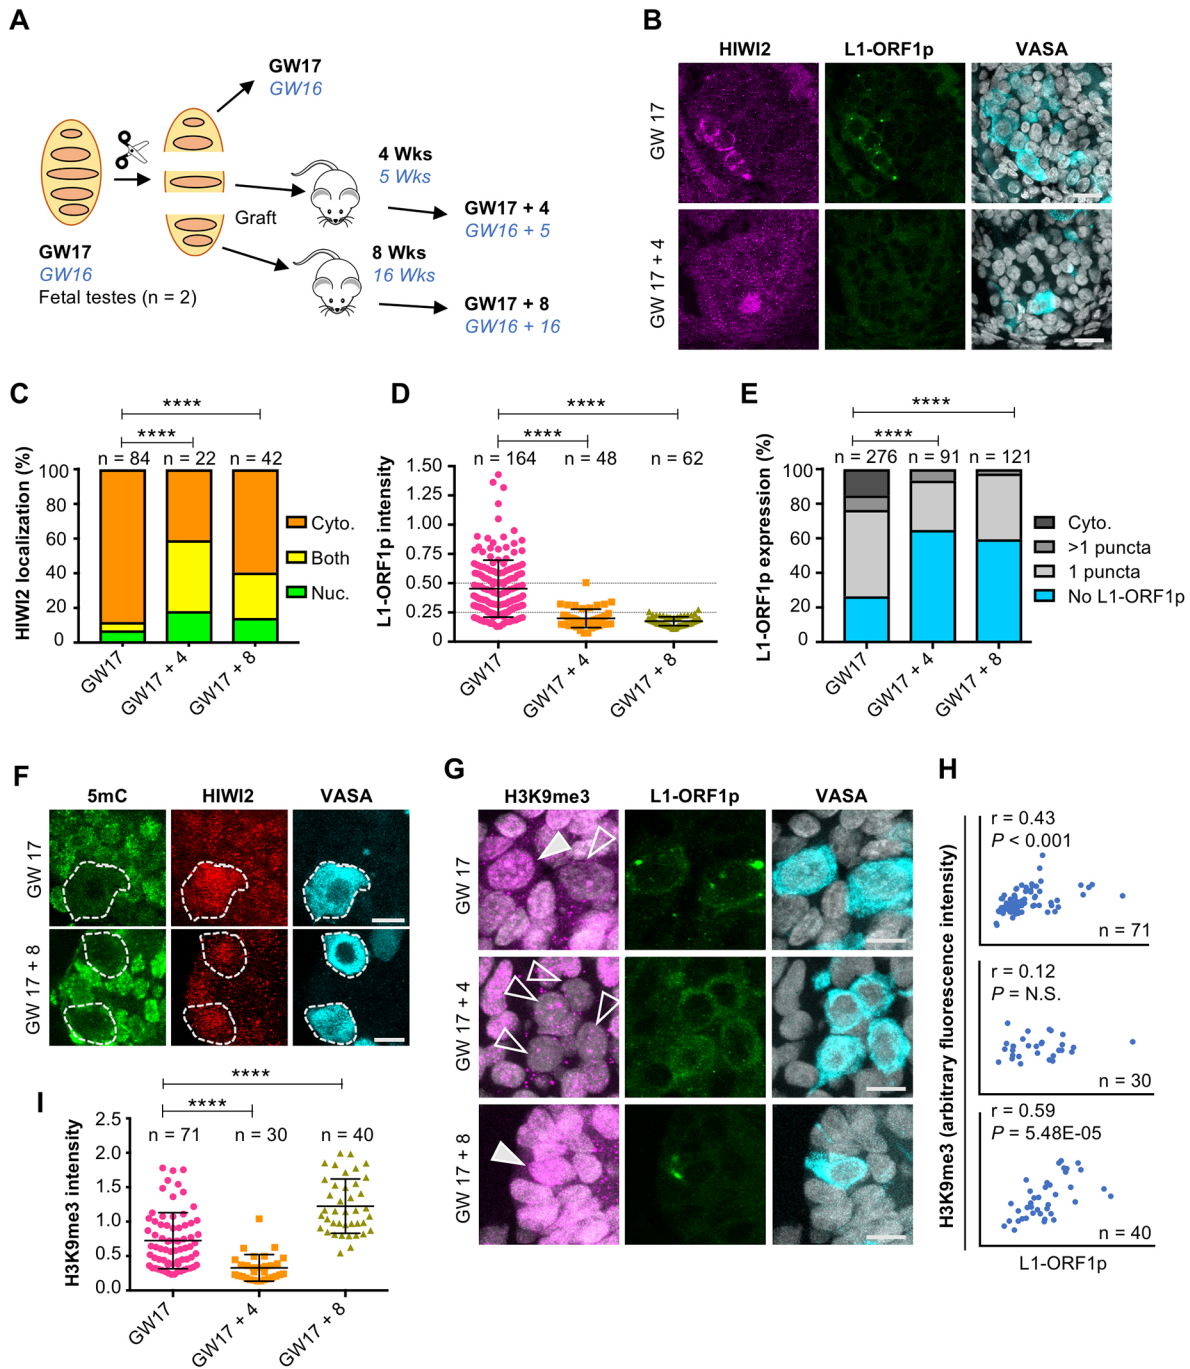 A
GW17
GW16
4 Wks
5 Wks
Graft
GW17 + 4
GW16 + 5
GW17
GW16
Fetal testes (n = 2)
8 Wks
16 Wks
GW17 + 8
GW16 + 16
B
HIWI2 L1-ORF1p VASA
GW 17
GW 17 + 4
C
****
****
n = 84 n = 22 n = 42
HIWI2 localization (%)
100
80
60
40
20
0
Cyto.
Both
Nuc.
GW17 GW17 + 4 GW17 + 8
D
****
****
n = 164 n = 48 n = 62
L1-ORF1p intensity
1.50
1.25
1.00
0.75
0.50
0.25
0
GW17 GW17 + 4 GW17 + 8
E
****
****
n = 276 n = 91 n = 121
L1-ORF1p expression (%)
100
80
60
40
20
0
Cyto.
>1 puncta
1 puncta
No L1-ORF1p
GW17 GW17 + 4 GW17 + 8
F
5mC HIWI2 VASA
GW 17
GW 17 + 8
G
H3K9me3 L1-ORF1p VASA
GW 17
GW 17 + 4
GW 17 + 8
H
H3K9me3 (arbitrary fluorescence intensity)
r = 0.43
P < 0.001
n = 71
r = 0.12
P = N.S.
n = 30
r = 0.59
P = 5.48E-05
n = 40
L1-ORF1p
I
****
****
n = 71 n = 30 n = 40
H3K9me3 intensity
2.5
2.0
1.5
1.0
0.5
0.0
GW17 GW17 + 4 GW17 + 8